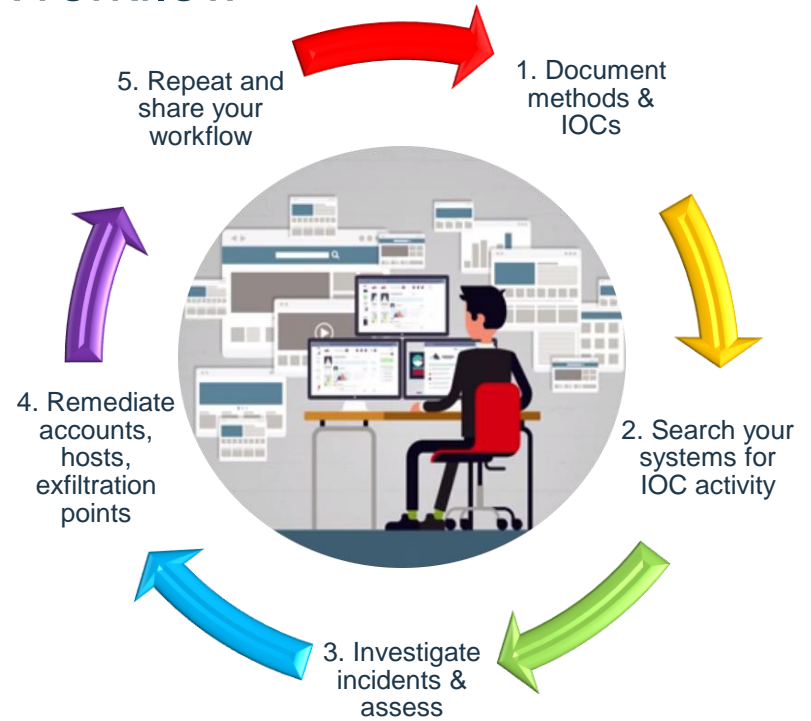 1. Document
methods &
IOCs
2. Search your
systems for
IOC activity
3. Investigate
incidents &
assess
4. Remediate
accounts,
hosts,
exfiltration
points
5. Repeat and
share your
workflow